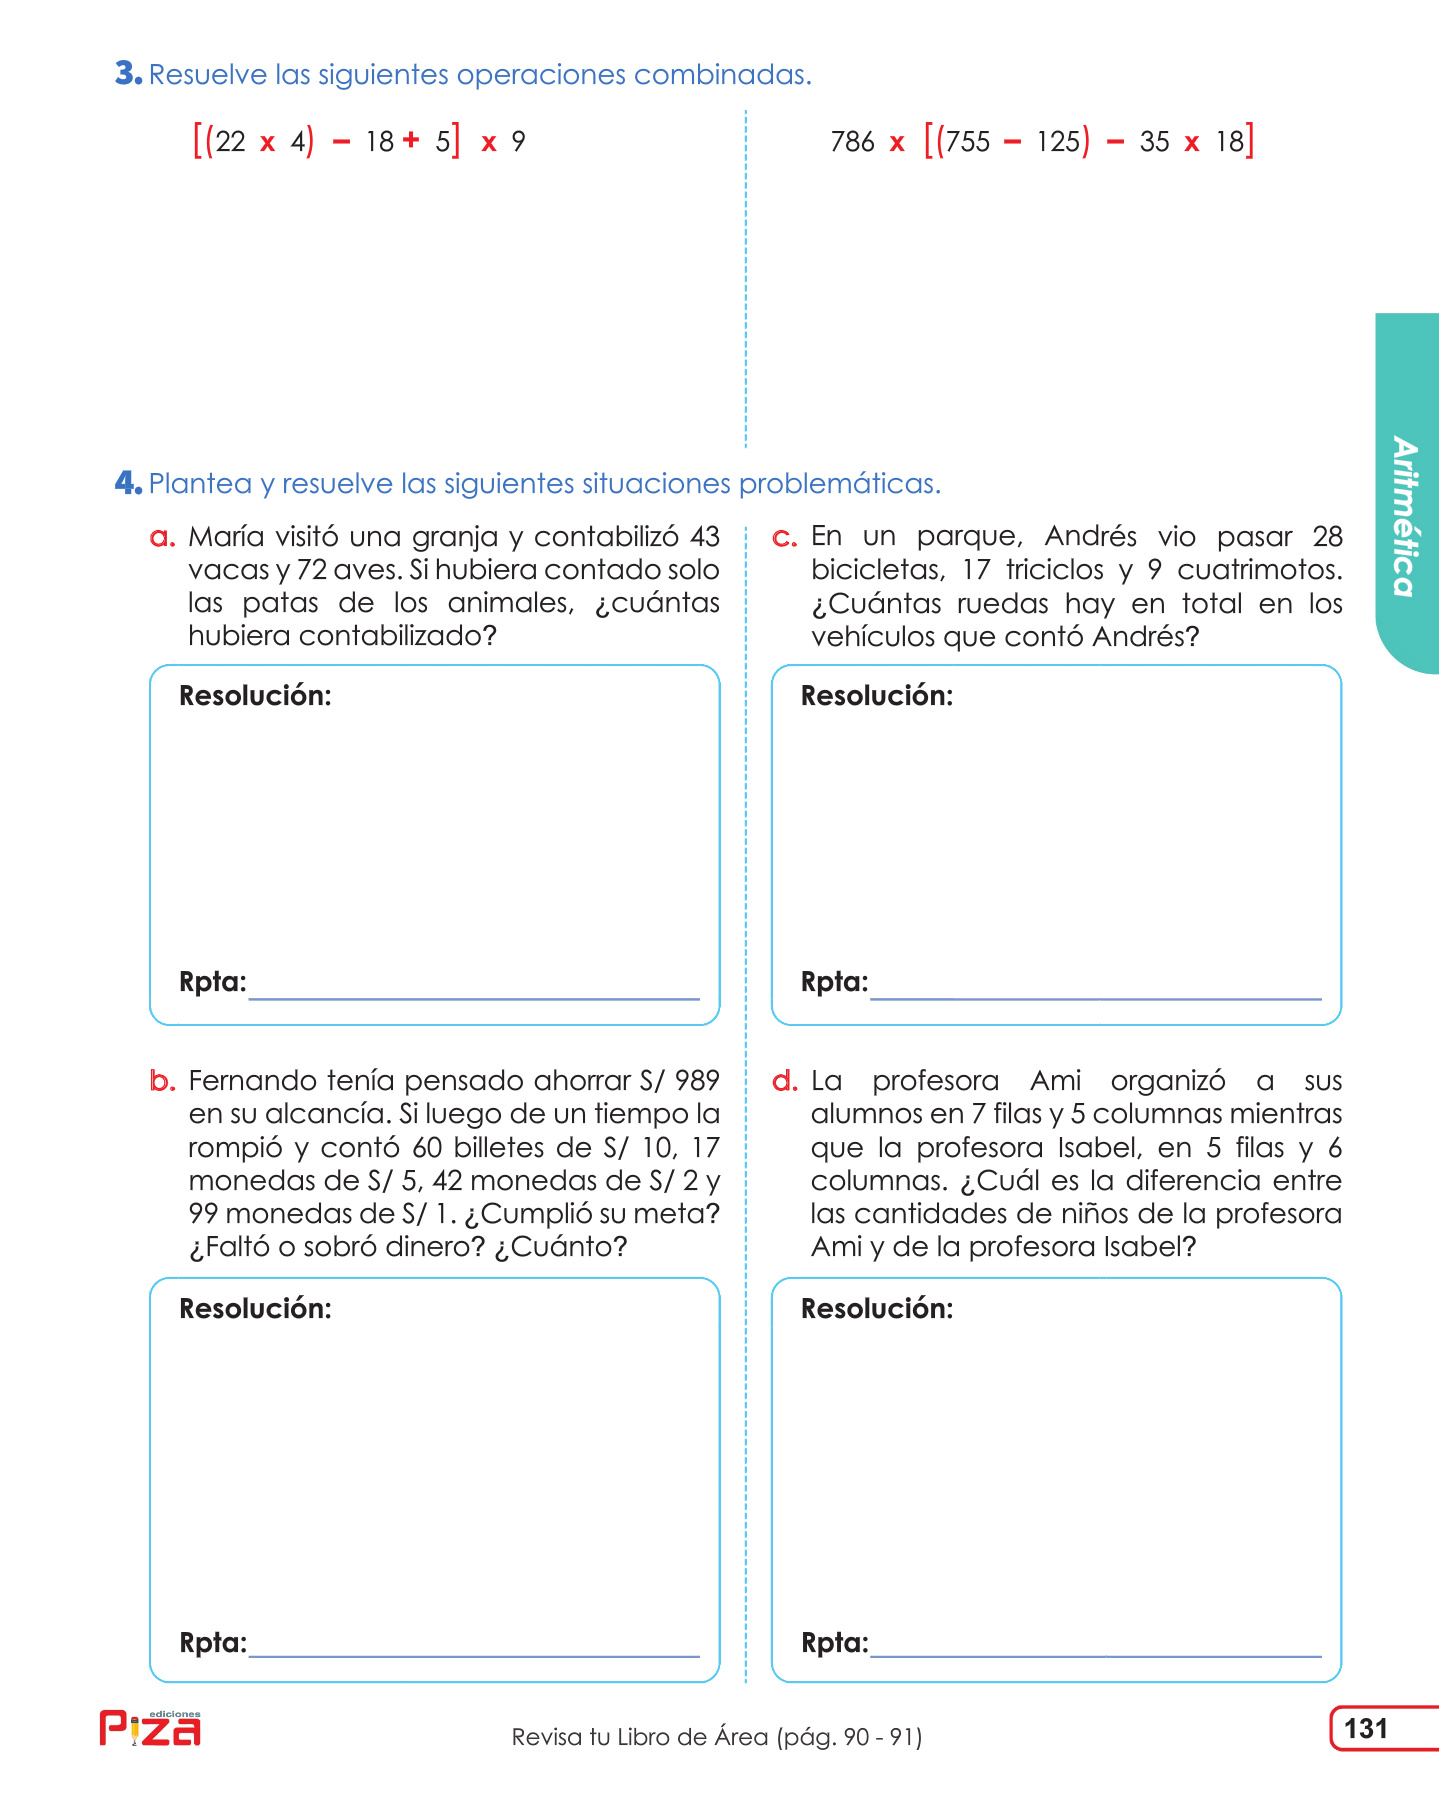 3. Resuelve las siguientes operaciones combinadas.
[(22 x 4) – 18 + 5] x 9
786 x [(755 – 125) – 35 x 18]
Aritmética
4. Plantea y resuelve las siguientes situaciones problemáticas.
a. María visitó una granja y contabilizó 43
vacas y 72 aves. Si hubiera contado solo
las patas de los animales, ¿cuántas
hubiera contabilizado?
Resolución:
Rpta:
b. Fernando tenía pensado ahorrar S/ 989
en su alcancía. Si luego de un tiempo la
rompió y contó 60 billetes de S/ 10, 17
monedas de S/ 5, 42 monedas de S/ 2 y
99 monedas de S/ 1. ¿Cumplió su meta?
¿Faltó o sobró dinero? ¿Cuánto?
Resolución:
Rpta:
c. En un parque, Andrés vio pasar 28
bicicletas, 17 triciclos y 9 cuatrimotos.
¿Cuántas ruedas hay en total en los
vehículos que contó Andrés?
Resolución:
Rpta:
d. La profesora Ami organizó a sus
alumnos en 7 filas y 5 columnas mientras
que la profesora Isabel, en 5 filas y 6
columnas. ¿Cuál es la diferencia entre
las cantidades de niños de la profesora
Ami y de la profesora Isabel?
Resolución:
Rpta:
ediciones
Piza
Revisa tu Libro de Área (pág. 90 - 91)
131